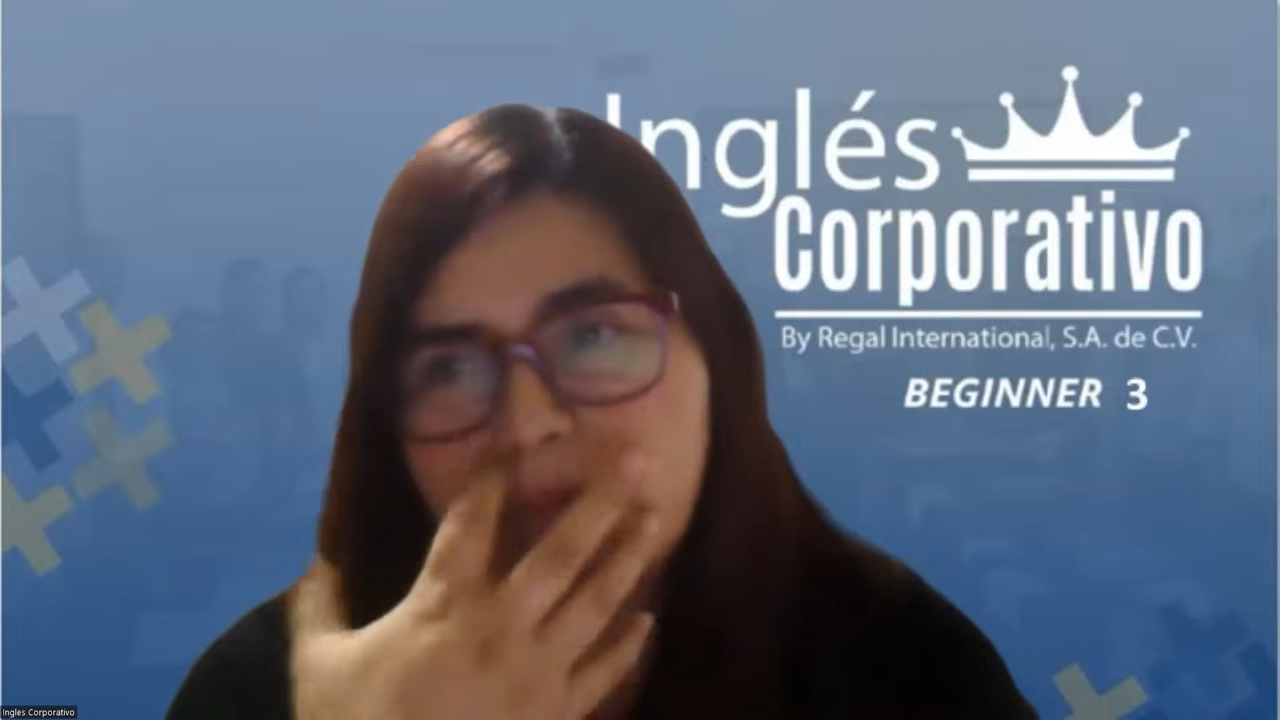 Inglés
Corporativo
By Regal International, S.A. de C.V.
BEGINNER 3
Ingles Corporativo